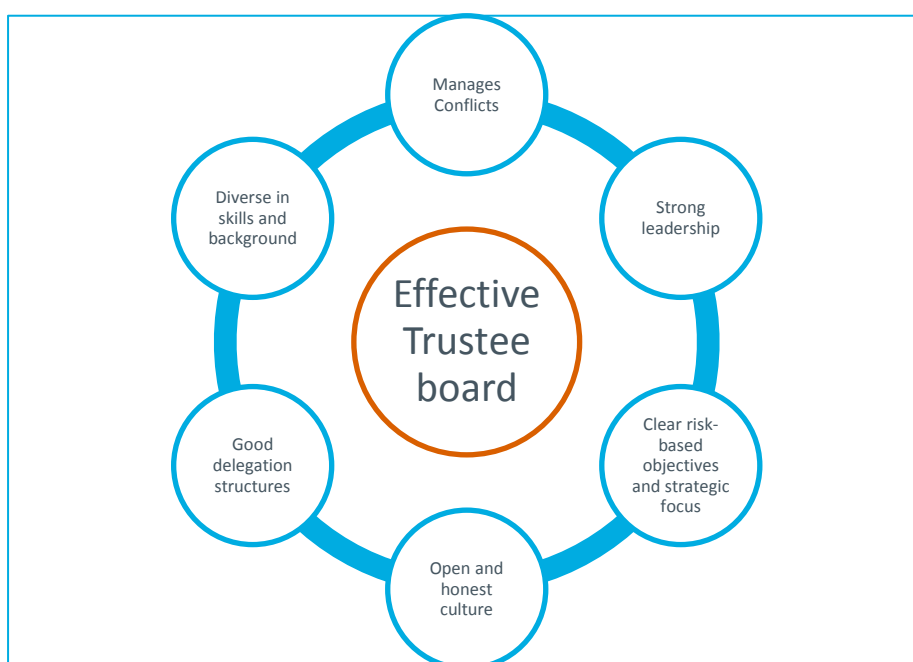 Manages
Conflicts
Strong
leadership
Clear risk-
based
objectives
and strategic
focus
Open and
honest
culture
Good
delegation
structures
Diverse in
skills and
background
Effective
Trustee
board